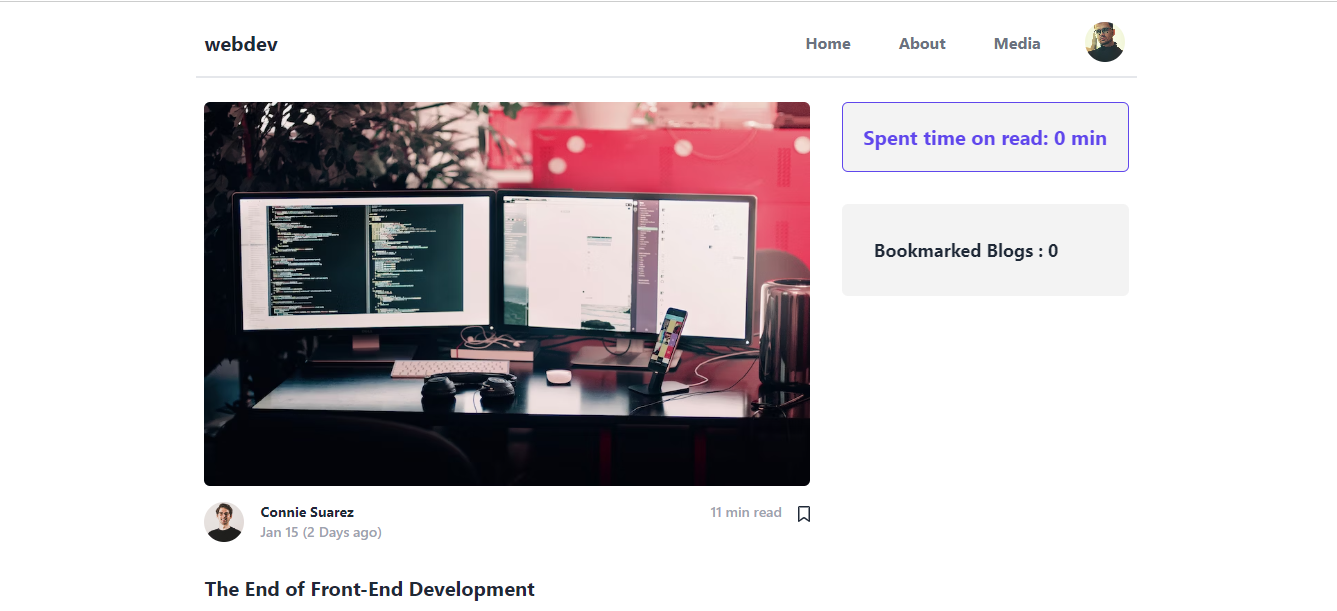 webdev
Home About Media
Spent time on read: 0 min
Bookmarked Blogs : 0
Connie Suarez
11 min read
Jan 15 (2 Days ago)
The End of Front-End Development